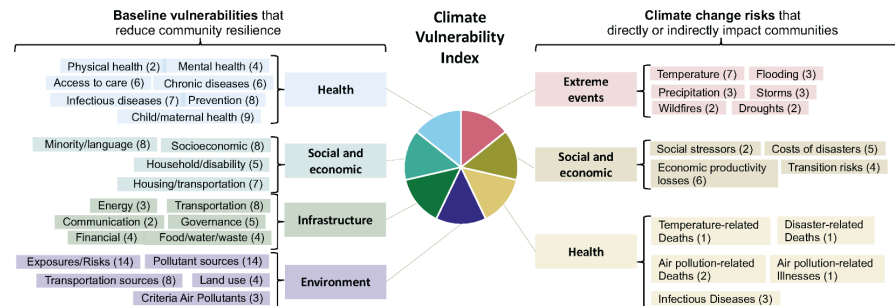 Baseline vulnerabilities that
reduce community resilience
Climate
Vulnerability
Index
Climate change risks that
directly or indirectly impact communities
Physical health (2) Mental health (4)
Access to care (6) Chronic diseases (6)
Infectious diseases (7) Prevention (8)
Child/maternal health (9)
Health
Minority/language (8) Socioeconomic (8)
Household/disability (5)
Housing/transportation (7)
Social and
economic
Energy (3) Transportation (8)
Communication (2) Governance (5)
Financial (4) Food/water/waste (4)
Infrastructure
Exposures/Risks (14) Pollutant sources (14)
Transportation sources (8) Land use (4)
Criteria Air Pollutants (3)
Environment
Extreme
events
Temperature (7) Flooding (3)
Precipitation (3) Storms (3)
Wildfires (2) Droughts (2)
Social and
economic
Social stressors (2) Costs of disasters (5)
Economic productivity
losses (6)
Transition risks (4)
Health
Temperature-related
Deaths (1)
Disaster-related
Deaths (1)
Air pollution-related
Deaths (2)
Air pollution-related
Illnesses (1)
Infectious Diseases (3)